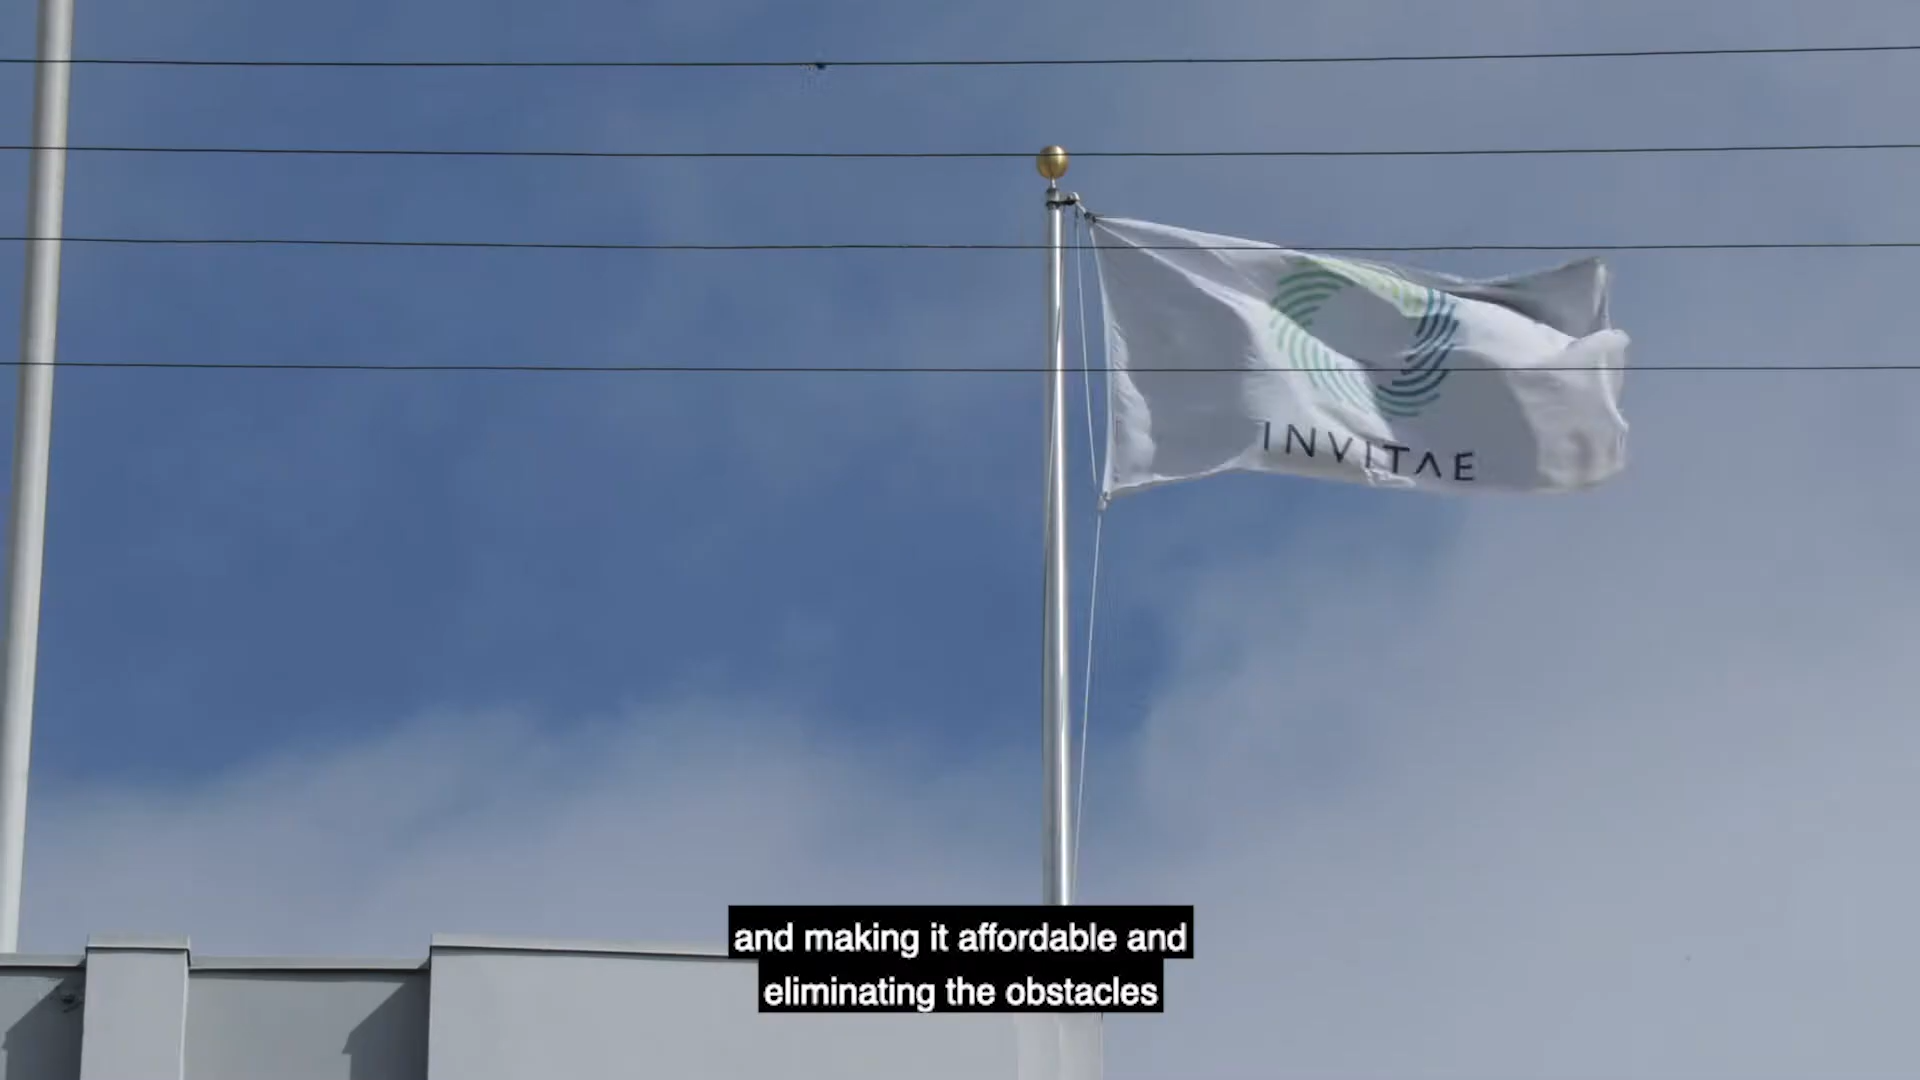 INVITAE
and making it affordable and
eliminating the obstacles